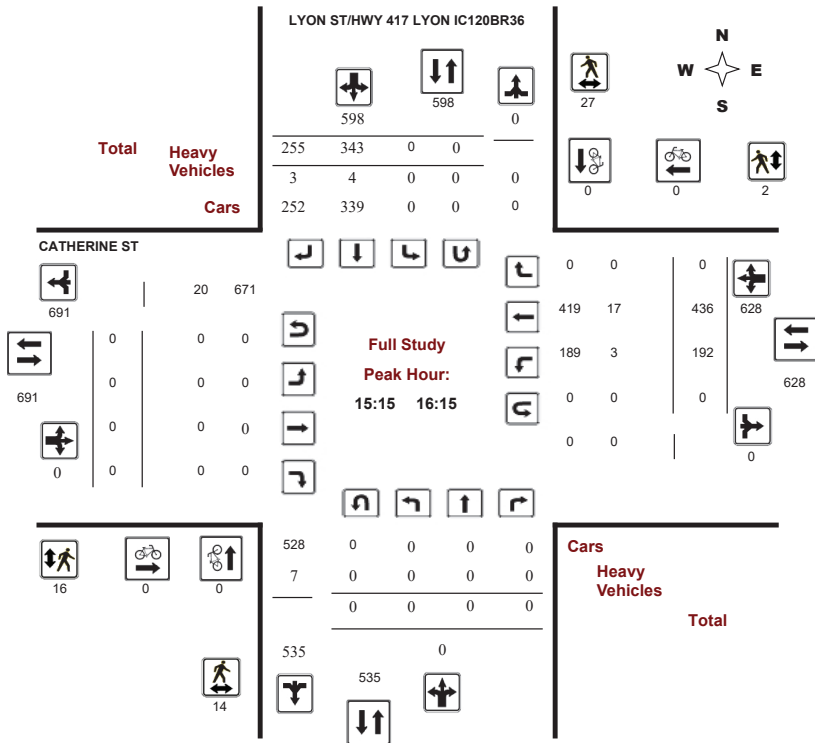 LYON ST/HWY 417 LYON IC120BR36
N
W E
S
598
27
598 0
Total Heavy Vehicles
255 343 0 0
3 4 0 0 0
0 0 2
Cars
252 339 0 0 0
CATHERINE ST
691
20 671
0 0 0
419 17 436 628
189 3 192
0 0 0
0 0
0
628
0 0 0
691
0 0 0
0 0 0
0
0 0 0
Full Study
Peak Hour:
15:15 16:15
528 0 0 0 0
7 0 0 0 0
0 0 0 0
535 0
535
16 0 0
14
Cars
Heavy
Vehicles
Total